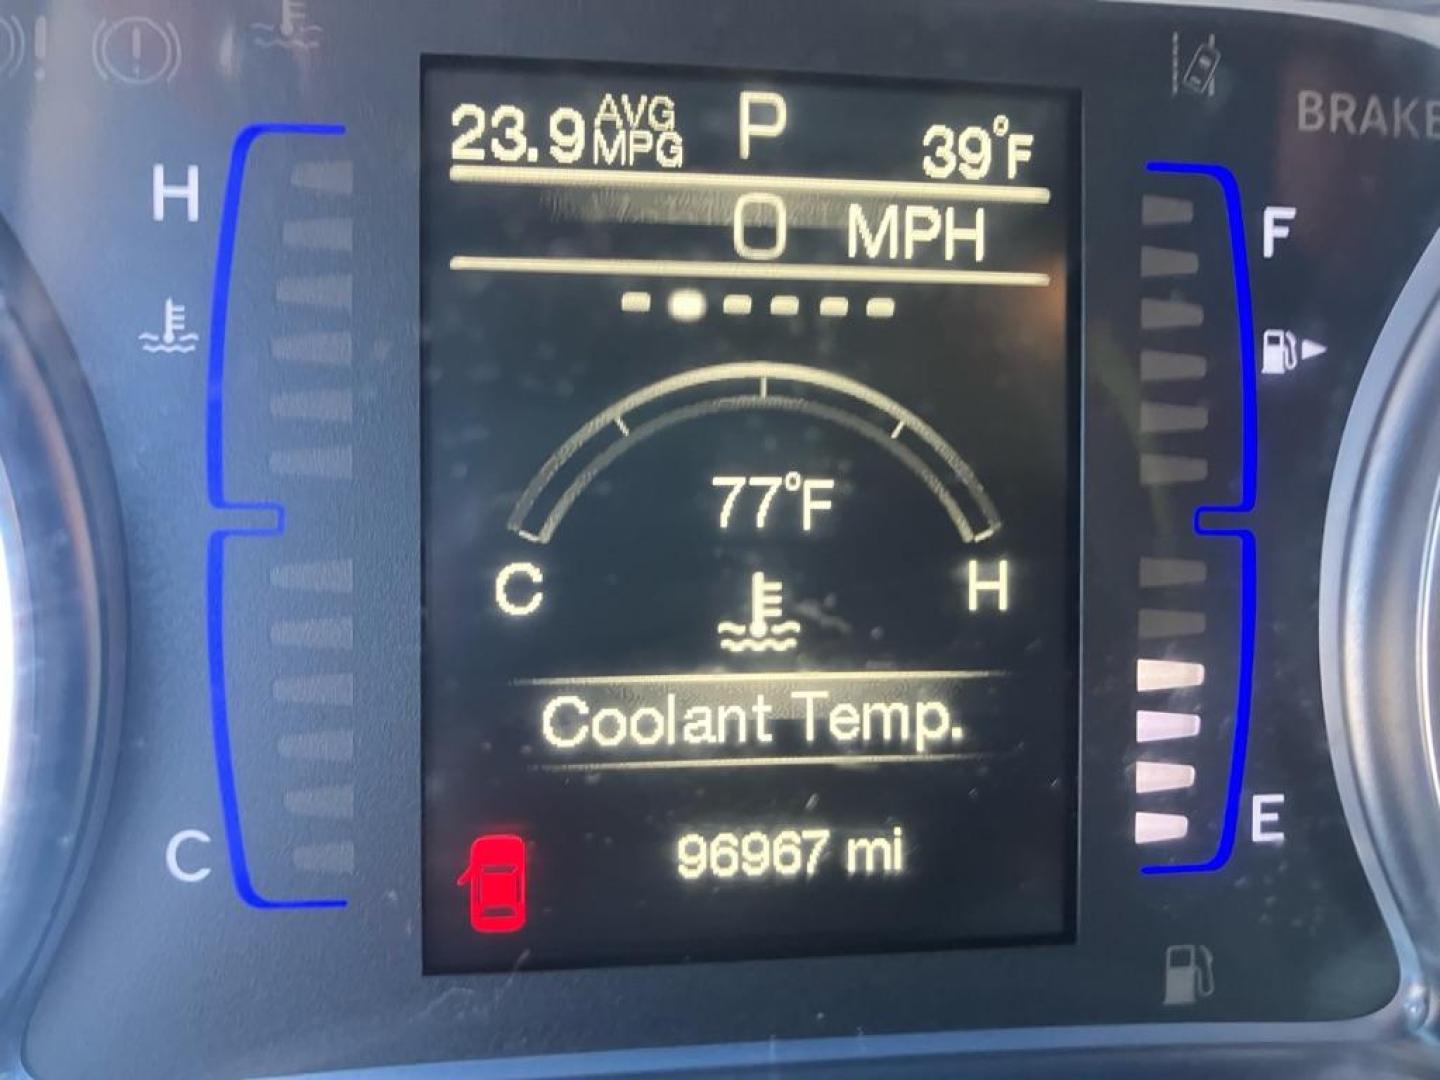 23.9 AVG MPG P 39°F
0 MPH
H
F
77°F
C H
Coolant Temp.
C
E
96967 mi
BRAKE